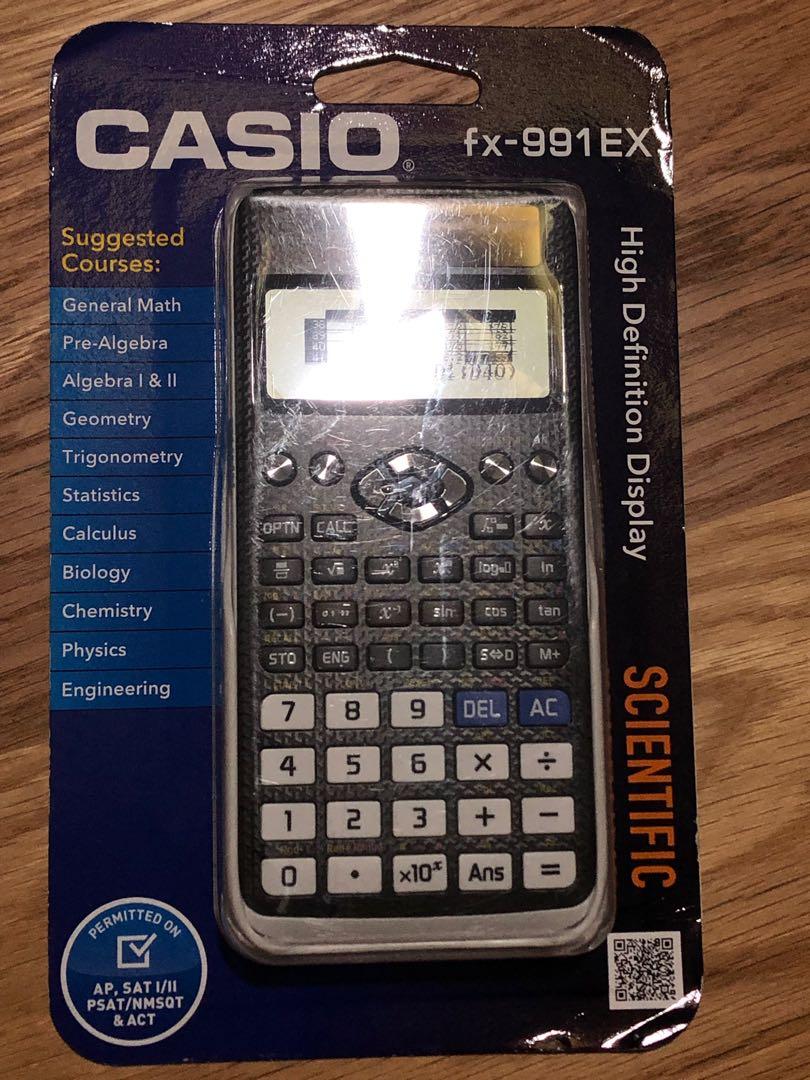 CASIO®
fx-991EX
Suggested
Courses:
General Math
Pre-Algebra
Algebra I & II
Geometry
Trigonometry
Statistics
Calculus
Biology
Chemistry
Physics
Engineering
High Definition Display
SCIENTIFIC
OPTN CALC
ln
(−) sin cos tan
STO ENG ( ) S⇔D M+
7 8 9 DEL AC
4 5 6 × ÷
1 2 3 + −
0 • ×10ˣ Ans =
PERMITTED ON
AP, SAT I/II
PSAT/NMSQT
& ACT